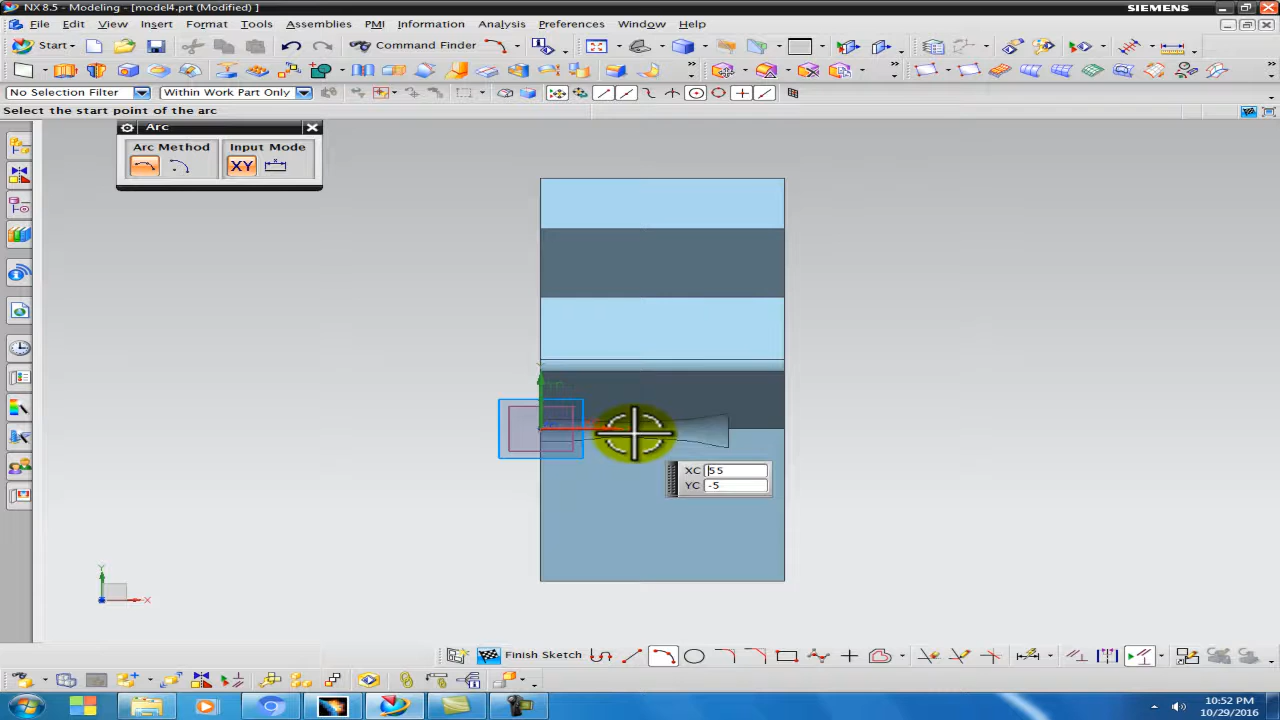 NX 8.5 - Modeling - [model4.prt (Modified) ]
SIEMENS
File Edit View Insert Format Tools Assemblies PMI Information Analysis Preferences Window Help
Start
Command Finder
No Selection Filter
Within Work Part Only
Select the start point of the arc
Arc
Arc Method Input Mode
XY
XC 55
YC -5
Y
X
Finish Sketch
10:52 PM
10/29/2016